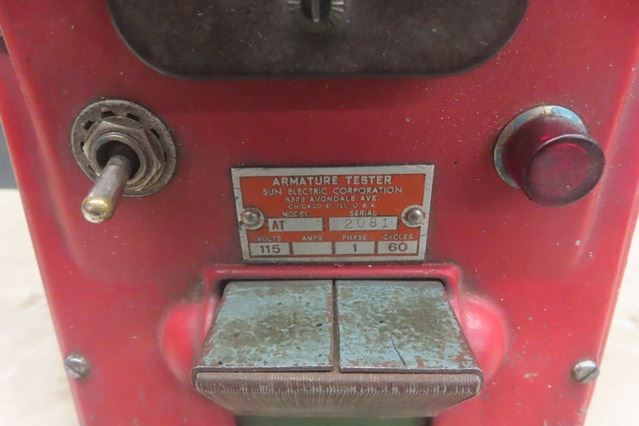 ARMATURE TESTER
SUN ELECTRIC CORPORATION
6323 AVONDALE AVE.
CHICAGO 31 ILL. U.S.A.
MODEL SERIAL
AT 2081
VOLTS AMPS PHASE CYCLES
115 1 60